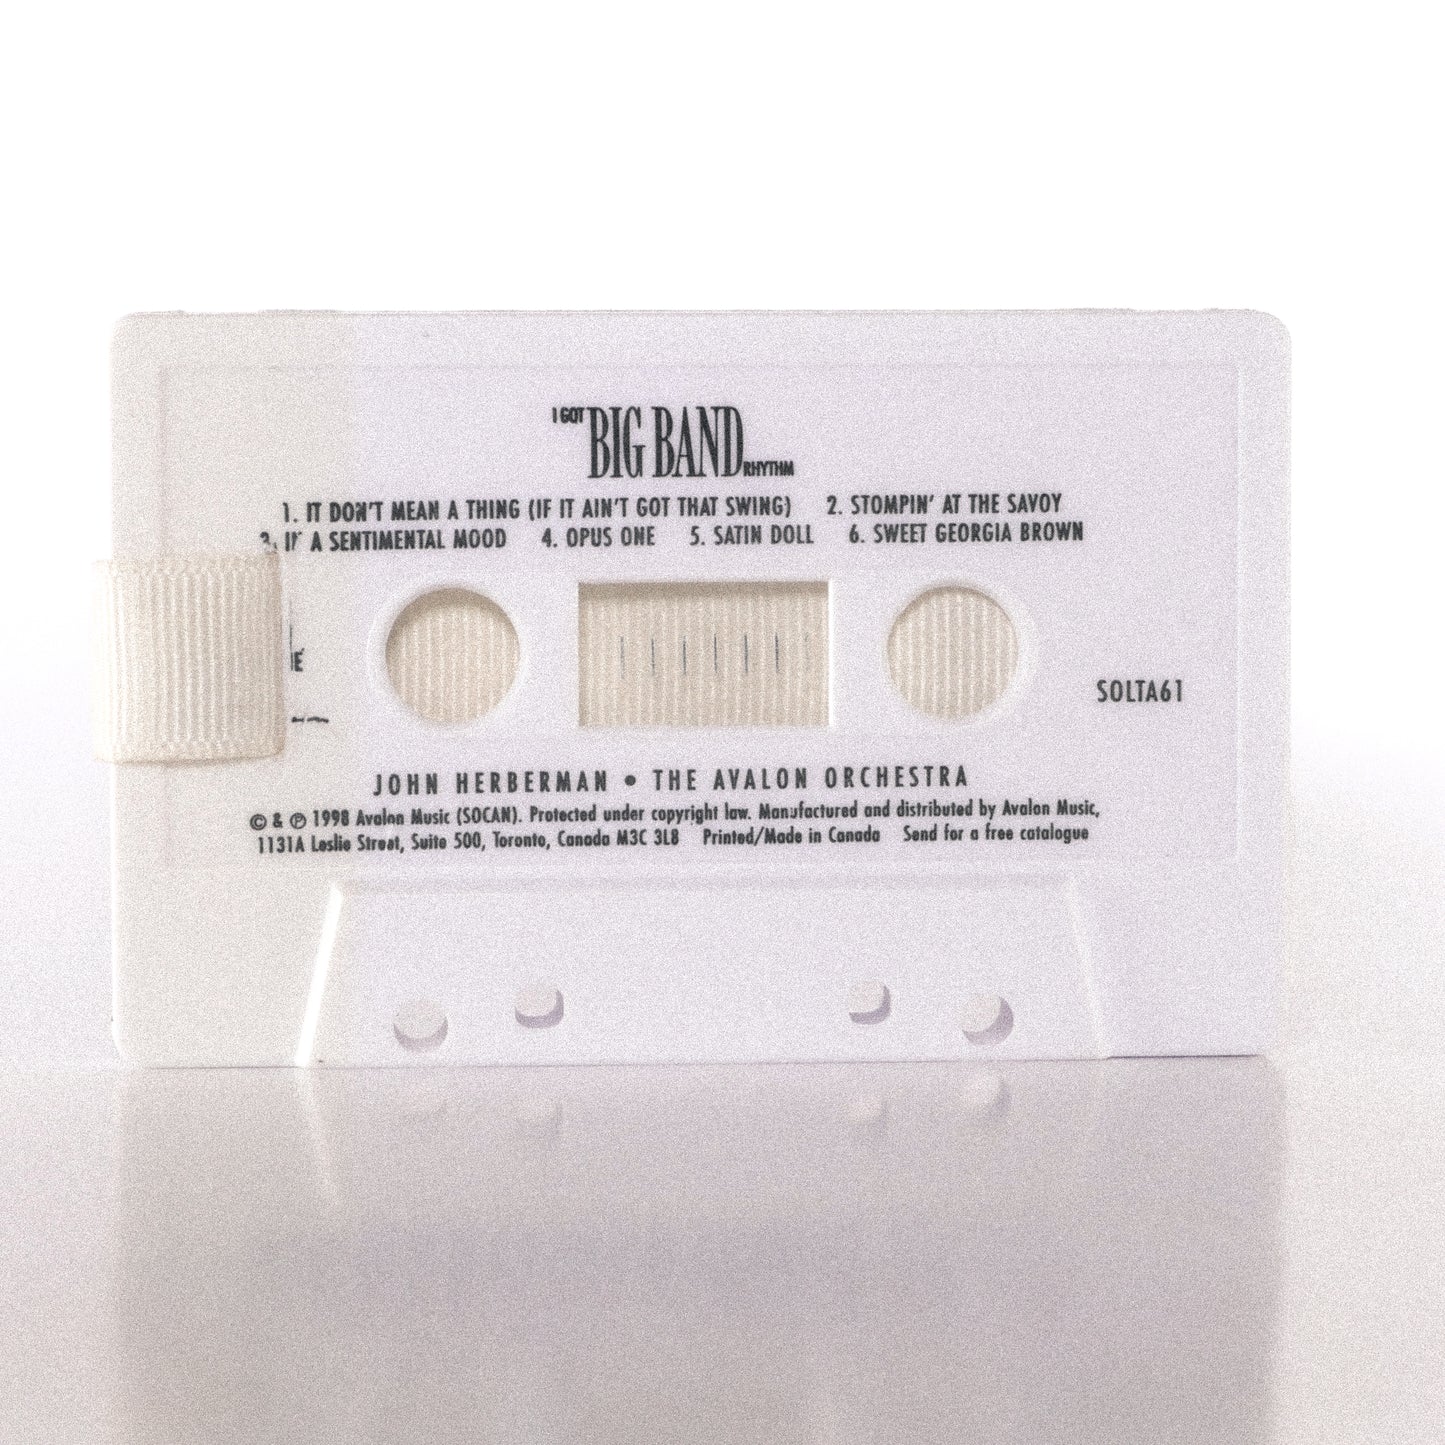 I GOT
BIG BAND
RHYTHM
1. IT DON'T MEAN A THING (IF IT AIN'T GOT THAT SWING) 2. STOMPIN' AT THE SAVOY
3. IN A SENTIMENTAL MOOD 4. OPUS ONE 5. SATIN DOLL 6. SWEET GEORGIA BROWN
SOLTA61
JOHN HERBERMAN • THE AVALON ORCHESTRA
© & ℗ 1998 Avalon Music (SOCAN). Protected under copyright law. Manufactured and distributed by Avalon Music,
1131A Leslie Street, Suite 500, Toronto, Canada M3C 3L8 Printed/Made in Canada Send for a free catalogue